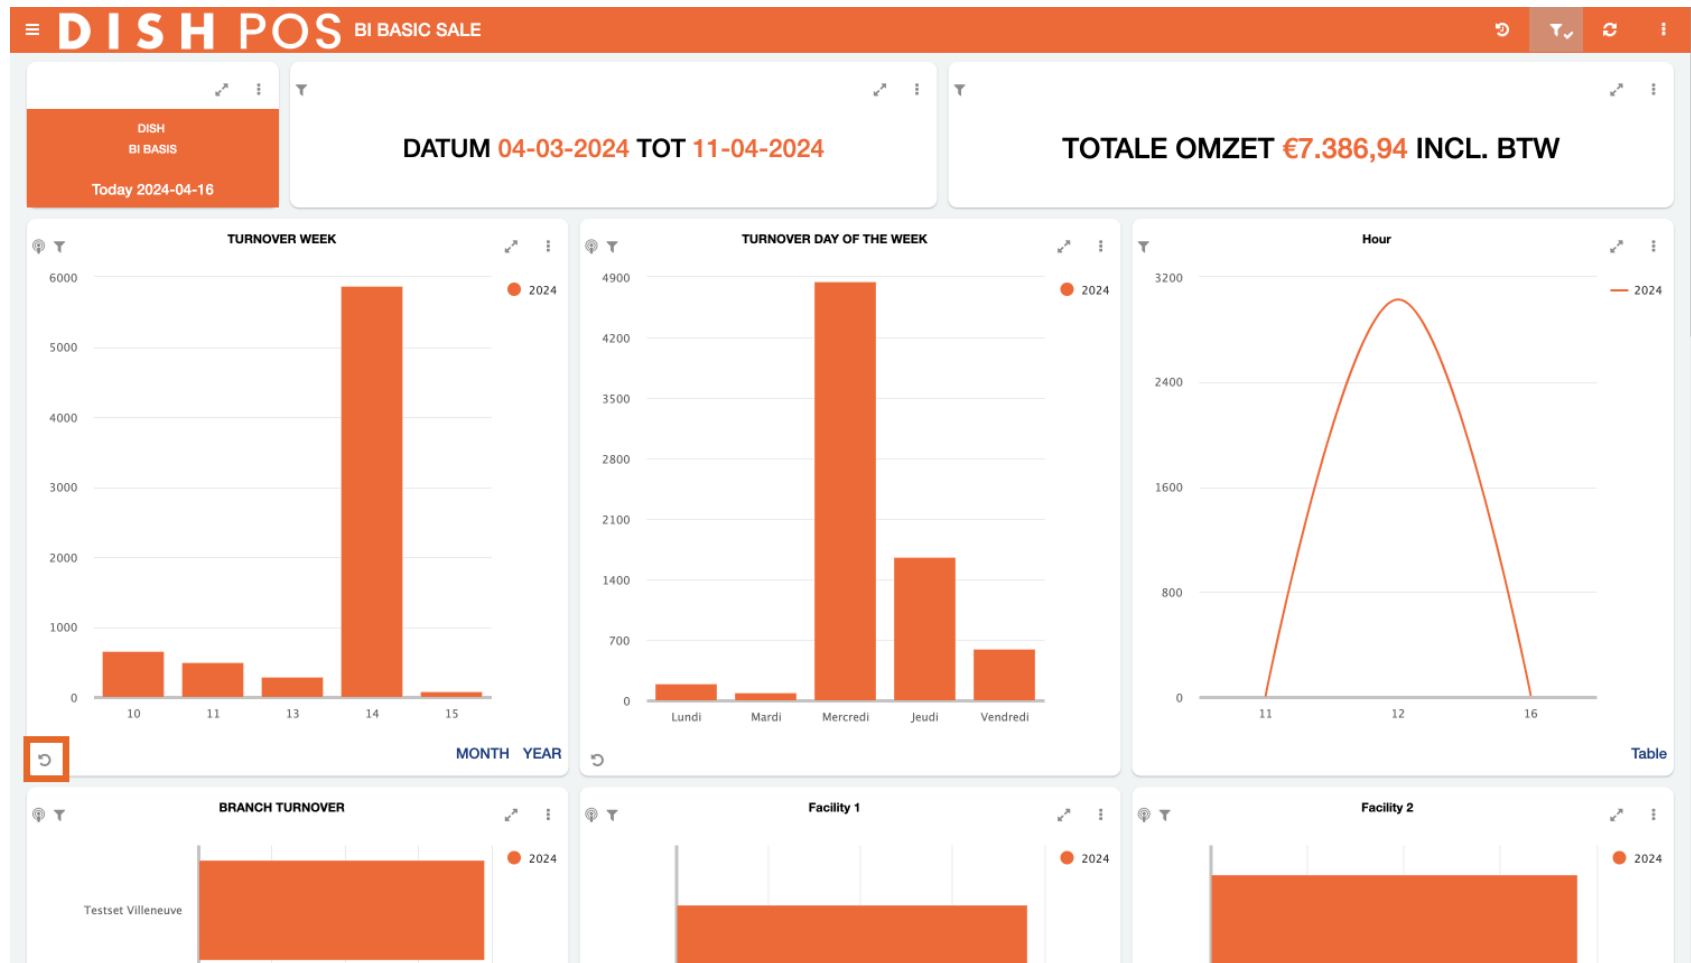 DISH POS BI BASIC SALE
DISH
BI BASIS
Today 2024-04-16
DATUM 04-03-2024 TOT 11-04-2024
TOTALE OMZET €7.386,94 INCL. BTW
TURNOVER WEEK
2024
6000
5000
4000
3000
2000
1000
0
10 11 13 14 15
MONTH YEAR
TURNOVER DAY OF THE WEEK
2024
4900
4200
3500
2800
2100
1400
700
0
Lundi Mardi Mercredi Jeudi Vendredi
Hour
2024
3200
2400
1600
800
0
11 12 16
Table
BRANCH TURNOVER
2024
Testset Villeneuve
Facility 1
2024
Facility 2
2024